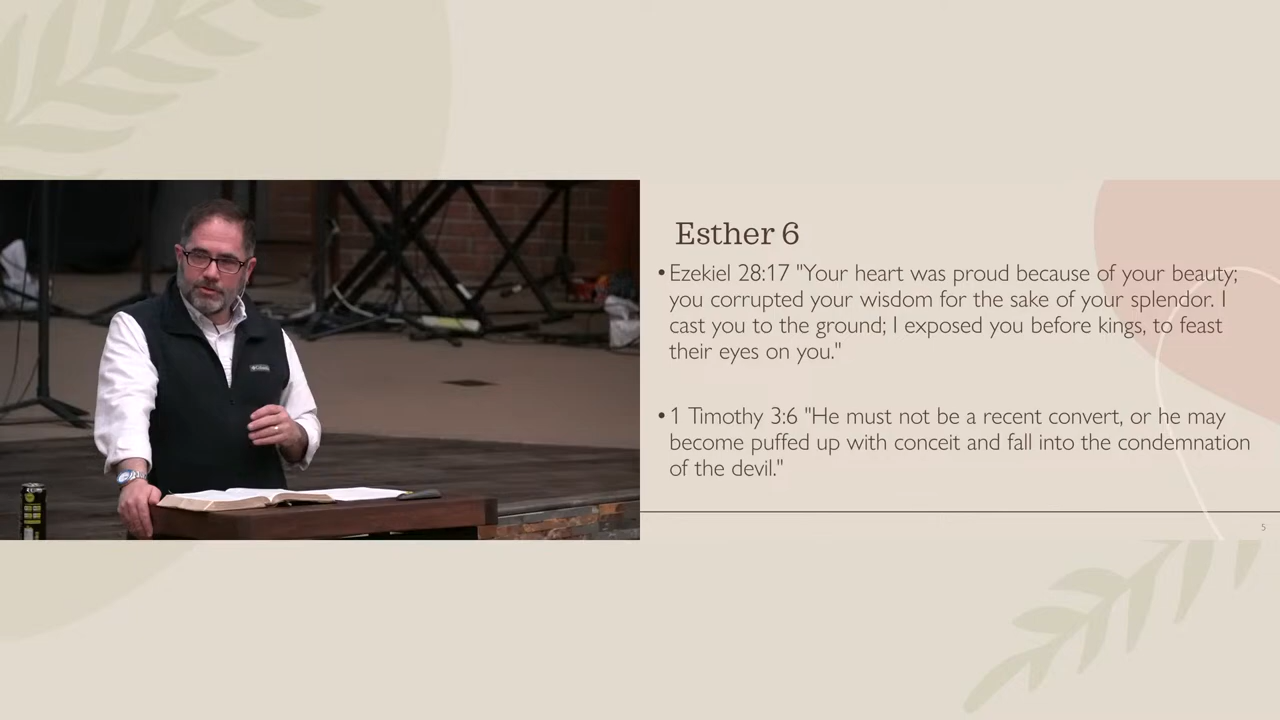 Esther 6
•Ezekiel 28:17 "Your heart was proud because of your beauty;
you corrupted your wisdom for the sake of your splendor. I
cast you to the ground; I exposed you before kings, to feast
their eyes on you."
•1 Timothy 3:6 "He must not be a recent convert, or he may
become puffed up with conceit and fall into the condemnation
of the devil."
5